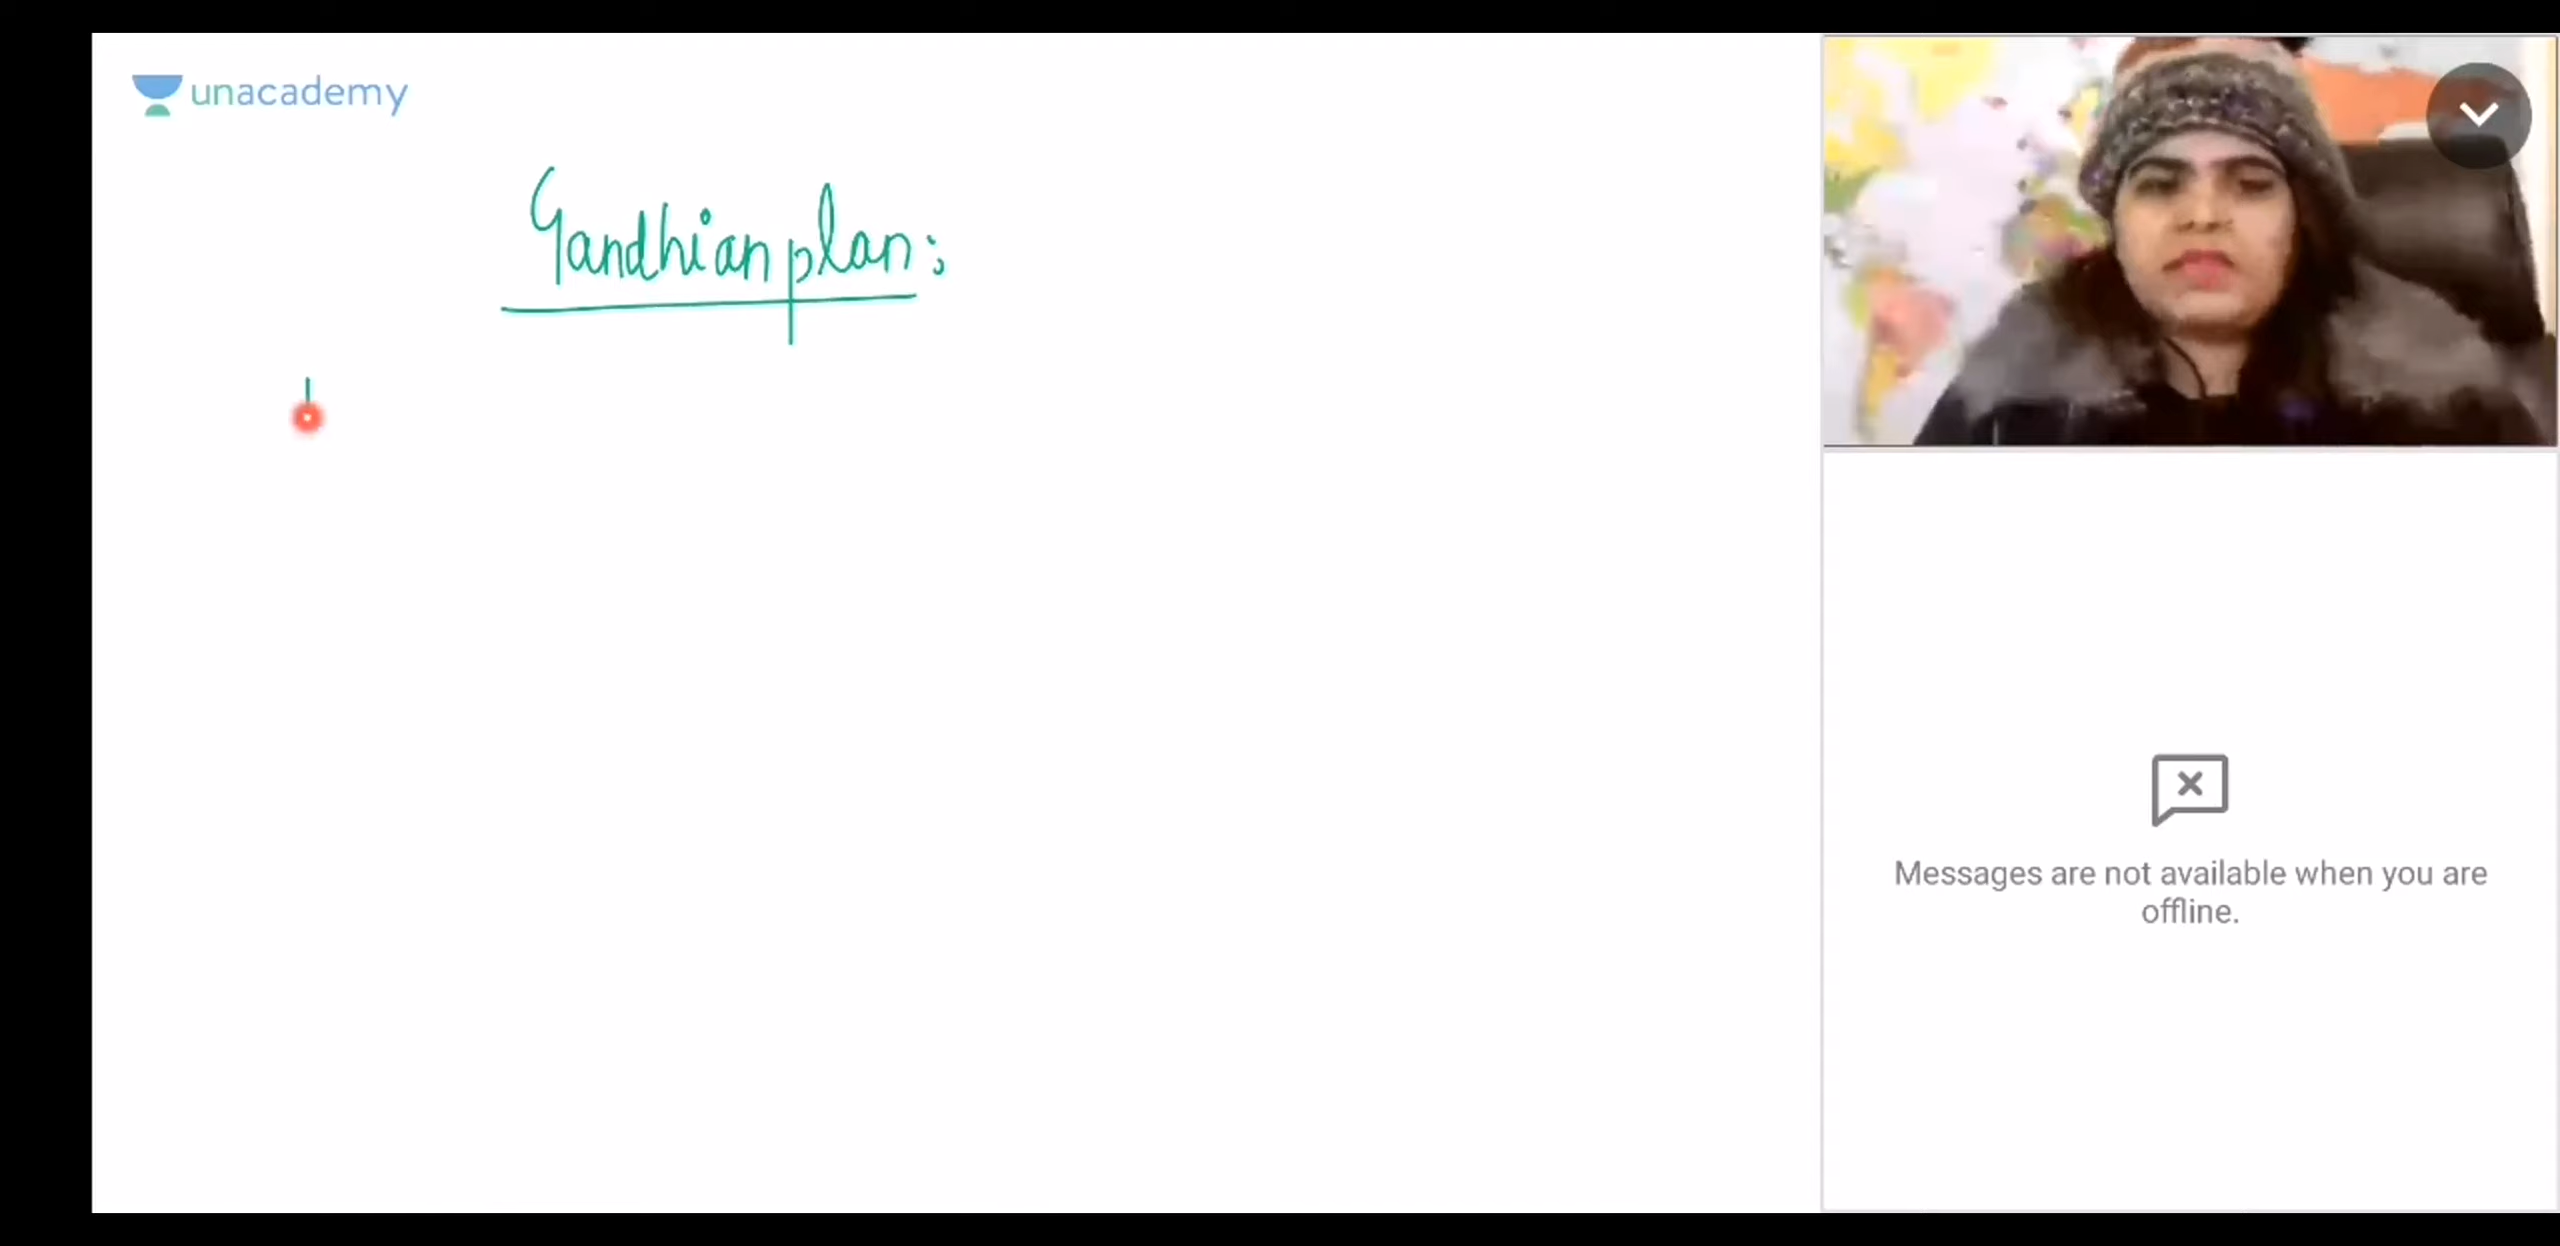 unacademy
Gandhian plan:
Messages are not available when you are
offline.